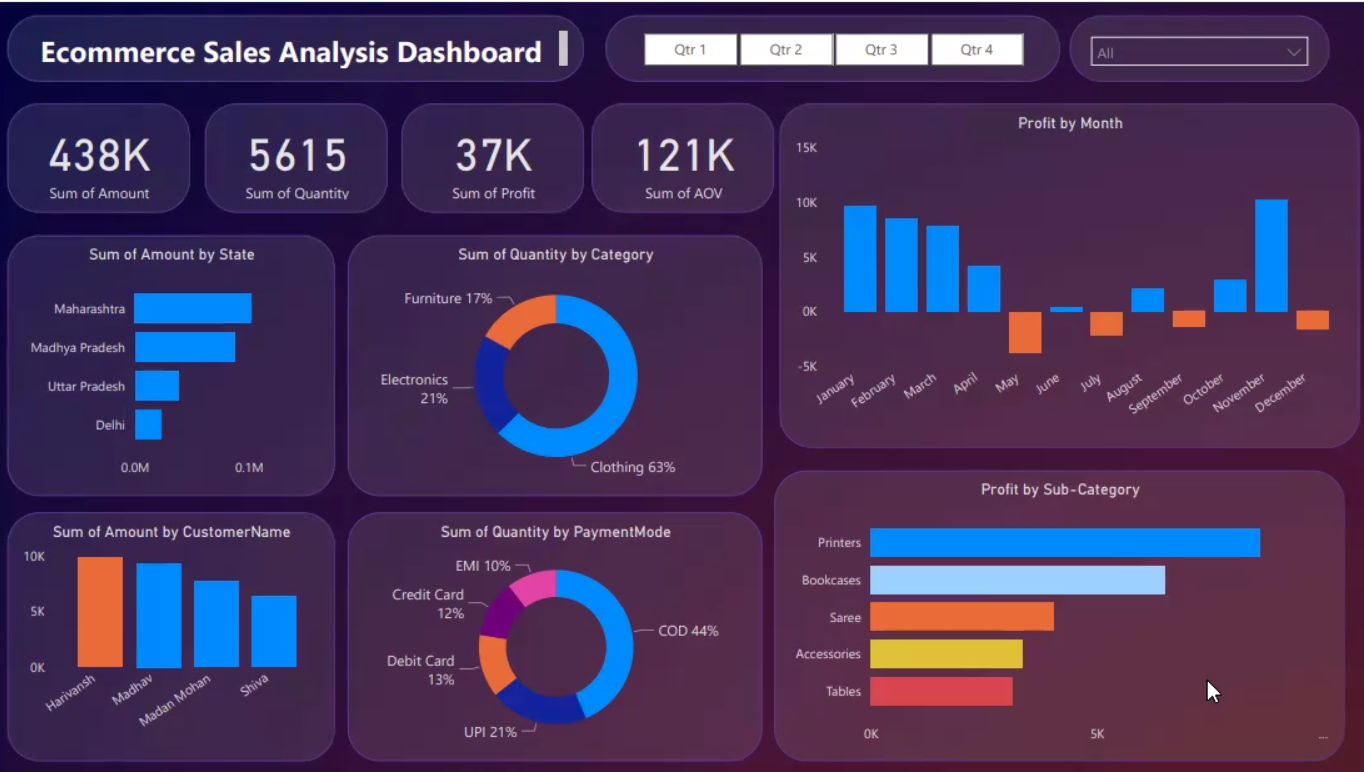 Ecommerce Sales Analysis Dashboard
Qtr 1
Qtr 2
Qtr 3
Qtr 4
All
438K
Sum of Amount
5615
Sum of Quantity
37K
Sum of Profit
121K
Sum of AOV
Profit by Month
15K
10K
5K
0K
-5K
January
February
March
April
May
June
July
August
September
October
November
December
Sum of Amount by State
Maharashtra
Madhya Pradesh
Uttar Pradesh
Delhi
0.0M
0.1M
Sum of Quantity by Category
Furniture 17%
Electronics
21%
Clothing 63%
Sum of Amount by CustomerName
10K
5K
0K
Harivansh
Madhav
Madan Mohan
Shiva
Sum of Quantity by PaymentMode
EMI 10%
Credit Card
12%
COD 44%
Debit Card
13%
UPI 21%
Profit by Sub-Category
Printers
Bookcases
Saree
Accessories
Tables
0K
5K
...